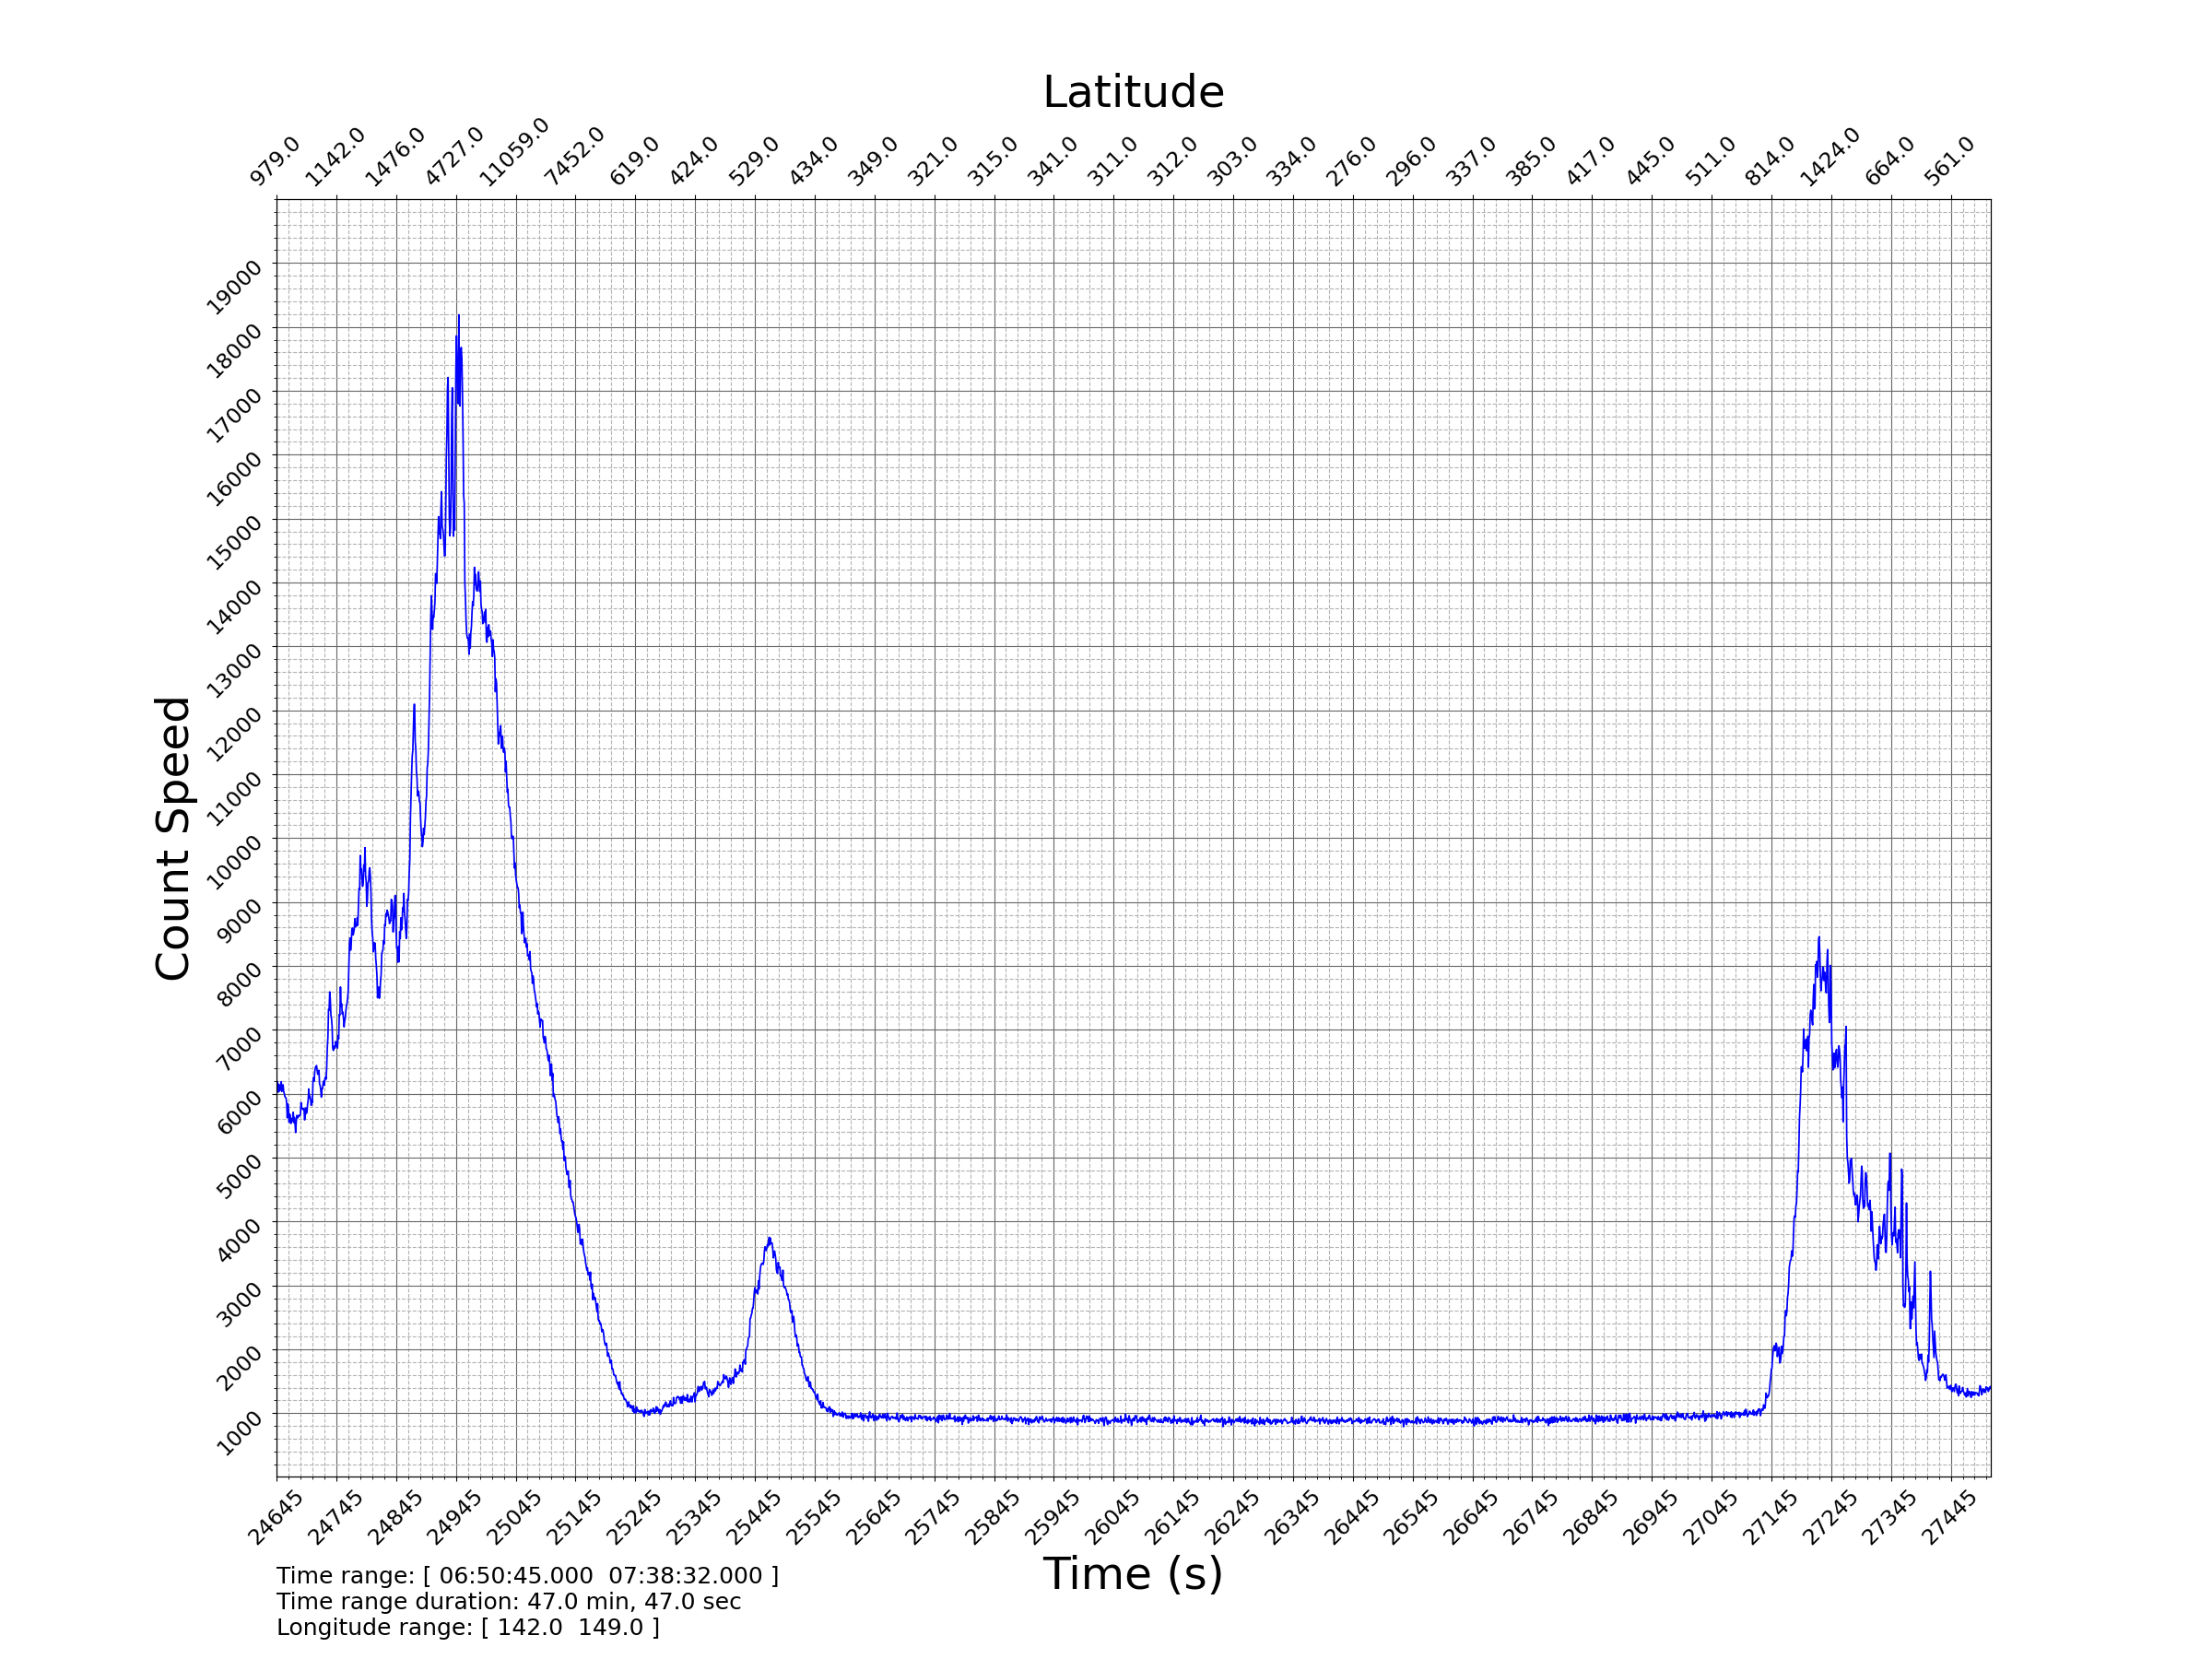 Latitude
979.0 1142.0 1476.0 4727.0 11059.0 7452.0 619.0 424.0 529.0 434.0 349.0 321.0 315.0 341.0 311.0 312.0 303.0 334.0 276.0 296.0 337.0 385.0 417.0 445.0 511.0 814.0 1424.0 664.0 561.0
19000
18000
17000
16000
15000
14000
13000
12000
11000
10000
9000
8000
7000
6000
5000
4000
3000
2000
1000
Count Speed
24645 24745 24845 24945 25045 25145 25245 25345 25445 25545 25645 25745 25845 25945 26045 26145 26245 26345 26445 26545 26645 26745 26845 26945 27045 27145 27245 27345 27445
Time (s)
Time range: [ 06:50:45.000  07:38:32.000 ]
Time range duration: 47.0 min, 47.0 sec
Longitude range: [ 142.0  149.0 ]